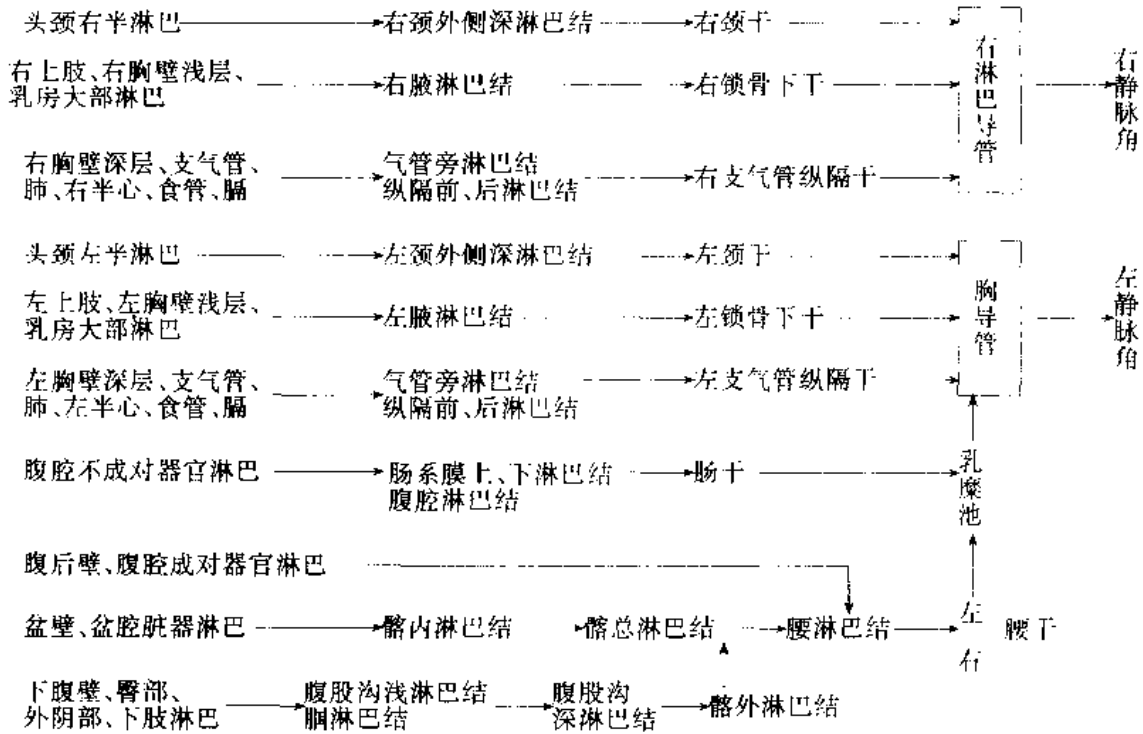 头颈右半淋巴 右颈外侧深淋巴结 右颈干
右上肢、右胸壁浅层、
乳房大部淋巴 右腋淋巴结 右锁骨下干
右胸壁深层、支气管、
肺、右半心、食管、膈
气管旁淋巴结
纵隔前、后淋巴结
右支气管纵隔干
右淋巴导管
右静脉角
头颈左半淋巴 左颈外侧深淋巴结 左颈干
左上肢、左胸壁浅层、
乳房大部淋巴 左腋淋巴结 左锁骨下干
左胸壁深层、支气管、
肺、左半心、食管、膈
气管旁淋巴结
纵隔前、后淋巴结
左支气管纵隔干
胸导管
左静脉角
腹腔不成对器官淋巴
肠系膜上、下淋巴结
腹腔淋巴结
肠干
乳糜池
腹后壁、腹腔成对器官淋巴
盆壁、盆腔脏器淋巴 髂内淋巴结 髂总淋巴结 腰淋巴结 左 腰干
右
下腹壁、臀部、
外阴部、下肢淋巴
腹股沟浅淋巴结
腘淋巴结
腹股沟
深淋巴结
髂外淋巴结